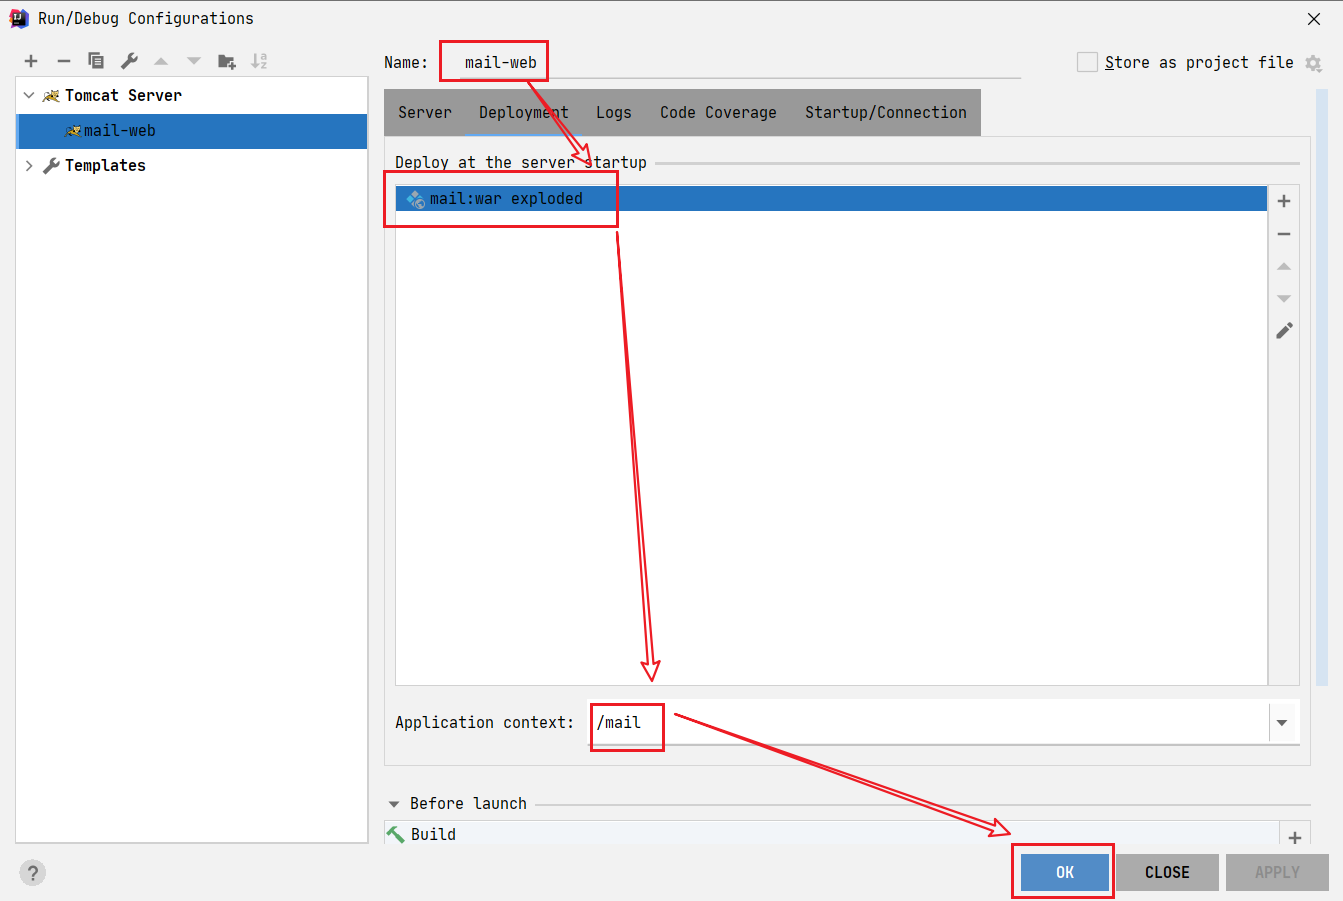 Run/Debug Configurations
Name: mail-web
Store as project file
Tomcat Server
mail-web
Templates
Server Deployment Logs Code Coverage Startup/Connection
Deploy at the server startup
mail:war exploded
Application context: /mail
Before launch
Build
? OK CLOSE APPLY